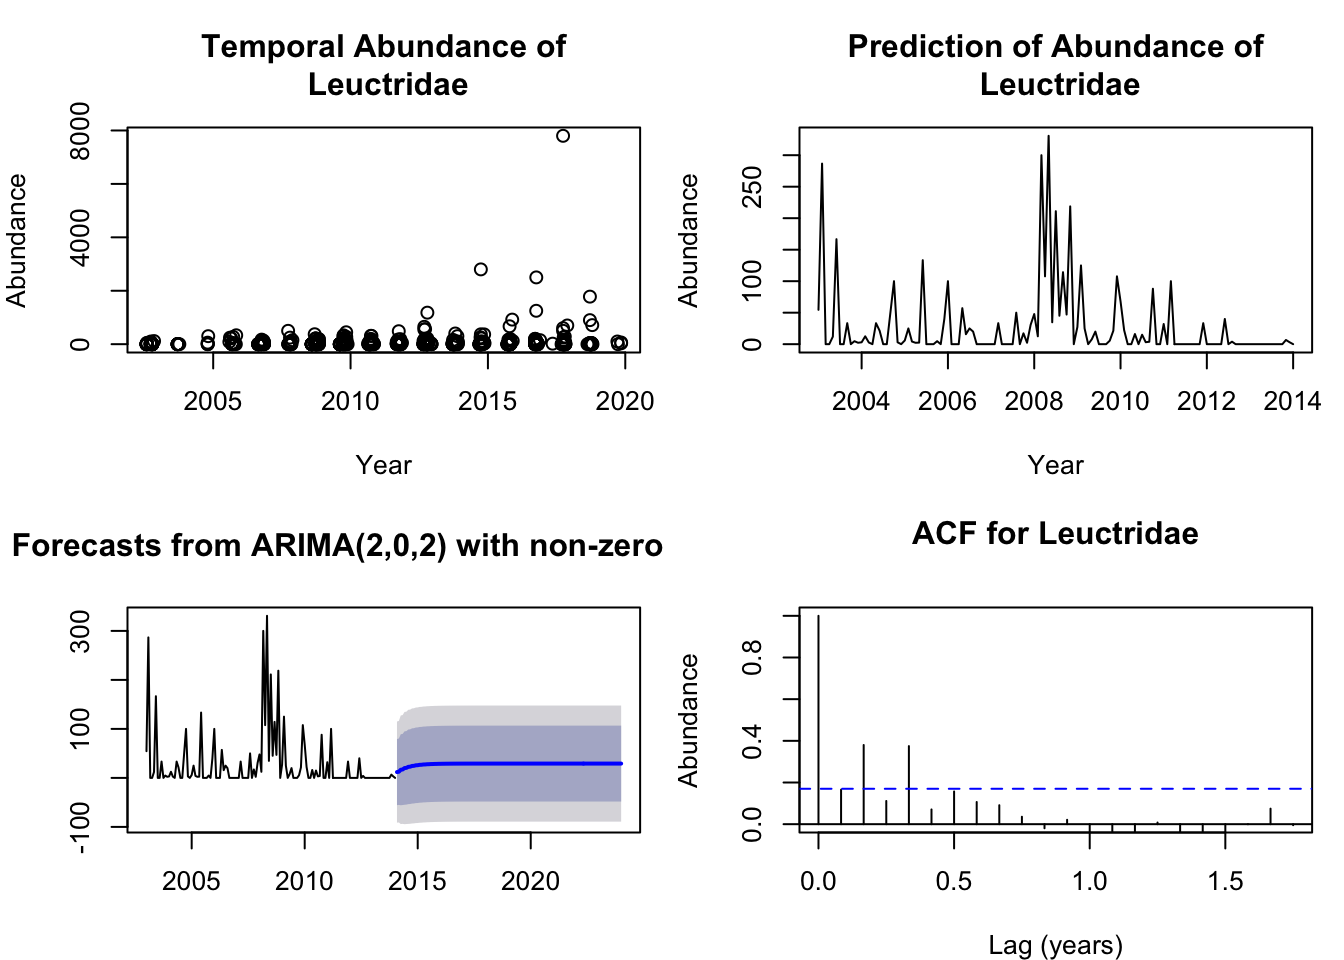 Temporal Abundance of
Leuctridae
Abundance
8000
4000
0
2005 2010 2015 2020
Year
Prediction of Abundance of
Leuctridae
Abundance
250
100
0
2004 2006 2008 2010 2012 2014
Year
Forecasts from ARIMA(2,0,2) with non-zero
300
100
-100
2005 2010 2015 2020
ACF for Leuctridae
Abundance
0.8
0.4
0.0
0.0 0.5 1.0 1.5
Lag (years)